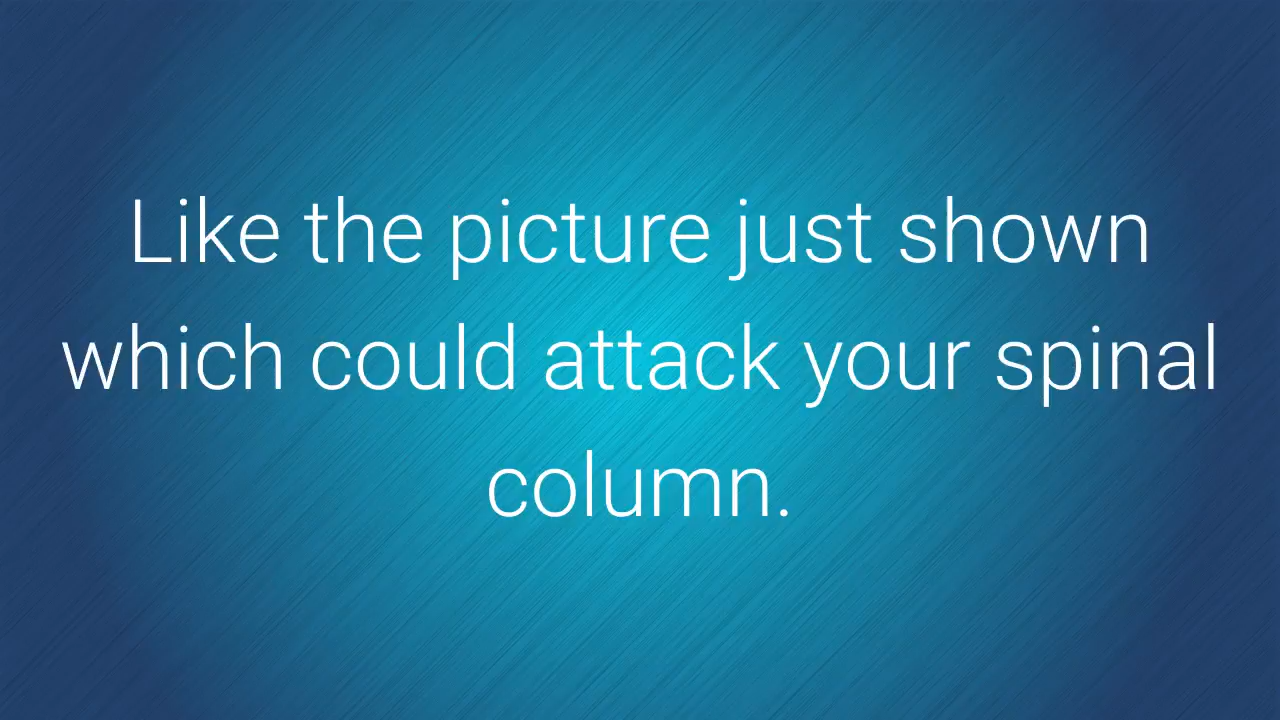 Like the picture just shown
which could attack your spinal
column.